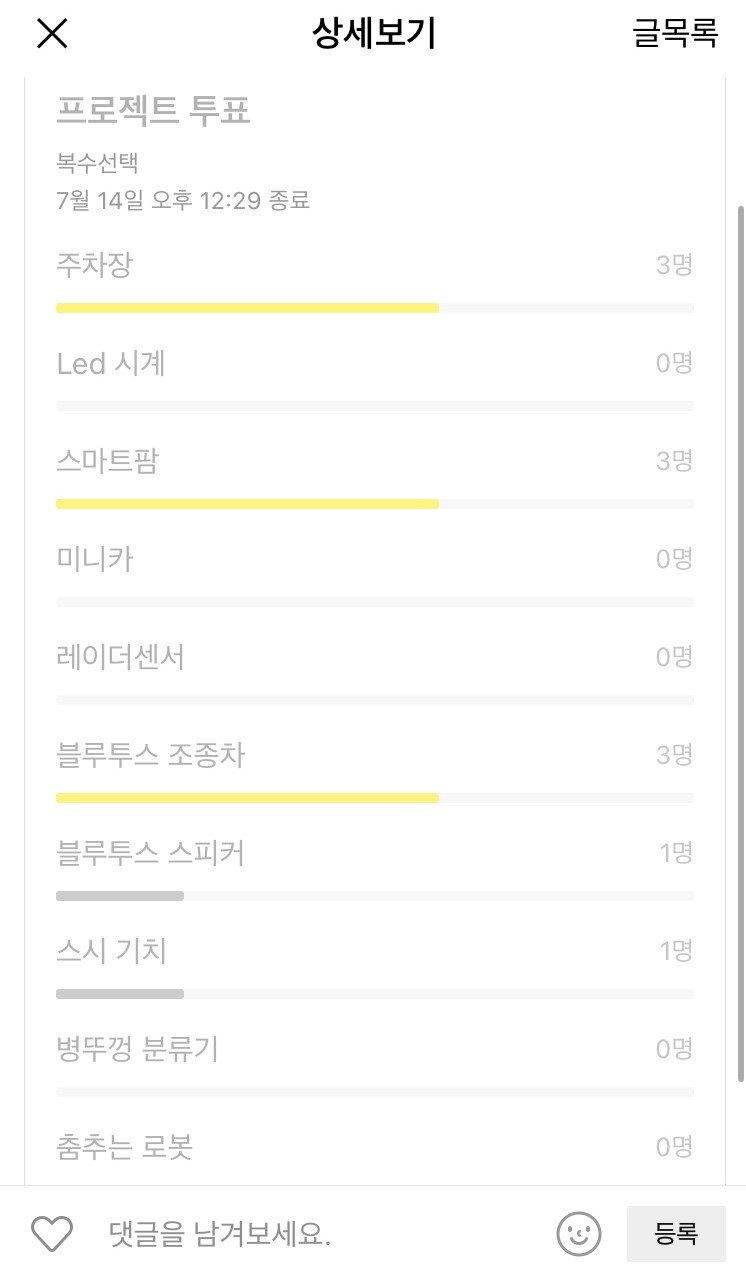 상세보기
글목록
프로젝트 투표
복수선택
7월 14일 오후 12:29 종료
주차장 3명
Led 시계 0명
스마트팜 3명
미니카 0명
레이더센서 0명
블루투스 조종차 3명
블루투스 스피커 1명
스시 기치 1명
병뚜껑 분류기 0명
춤추는 로봇 0명
댓글을 남겨보세요.
등록